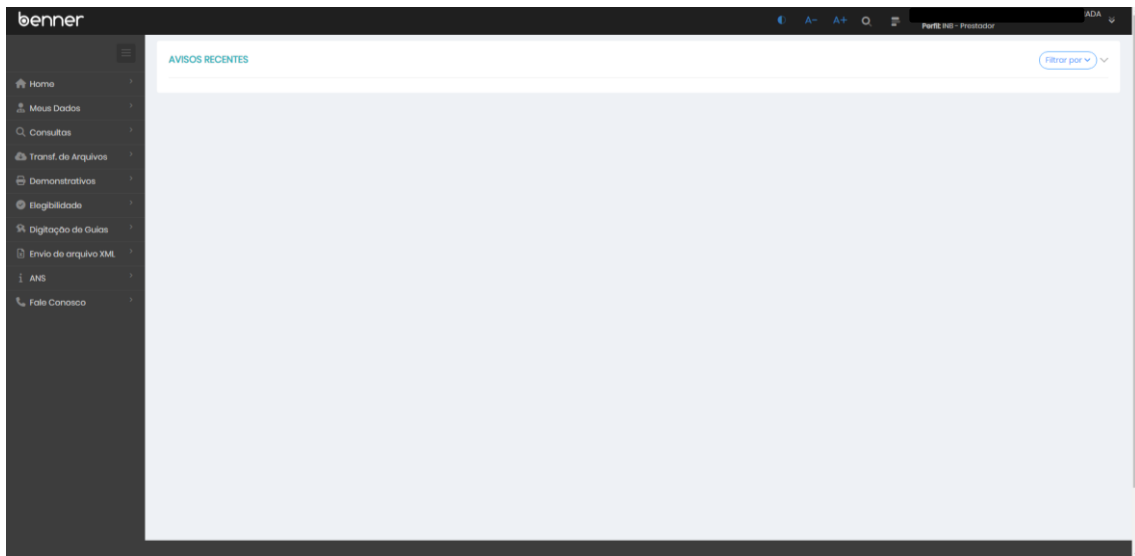 benner
A- A+
ADA
Perfil: INB - Prestador
AVISOS RECENTES
Filtrar por
Home
Meus Dados
Consultas
Transf. de Arquivos
Demonstrativos
Elegibilidade
Digitação de Guias
Envio de arquivo XML
ANS
Fale Conosco